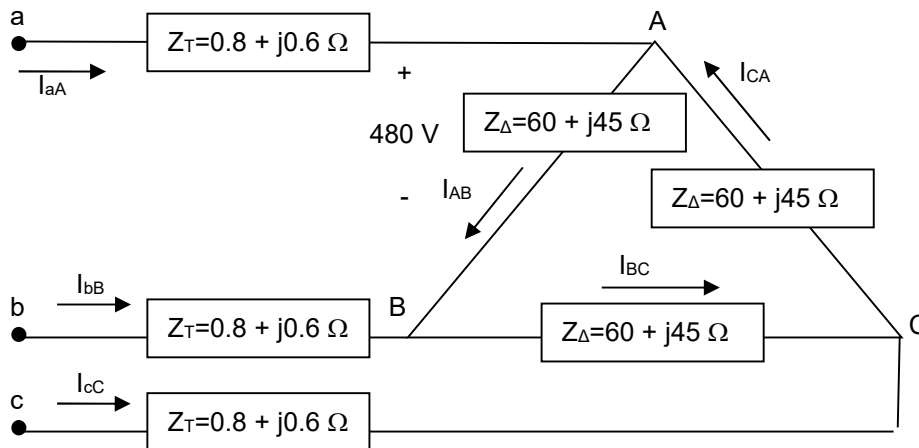 a
A
Z_T=0.8 + j0.6 Ω
I_aA
+
I_CA
480 V
Z_Δ=60 + j45 Ω
-
I_AB
Z_Δ=60 + j45 Ω
I_bB
I_BC
b
B
C
Z_T=0.8 + j0.6 Ω
Z_Δ=60 + j45 Ω
I_cC
c
Z_T=0.8 + j0.6 Ω